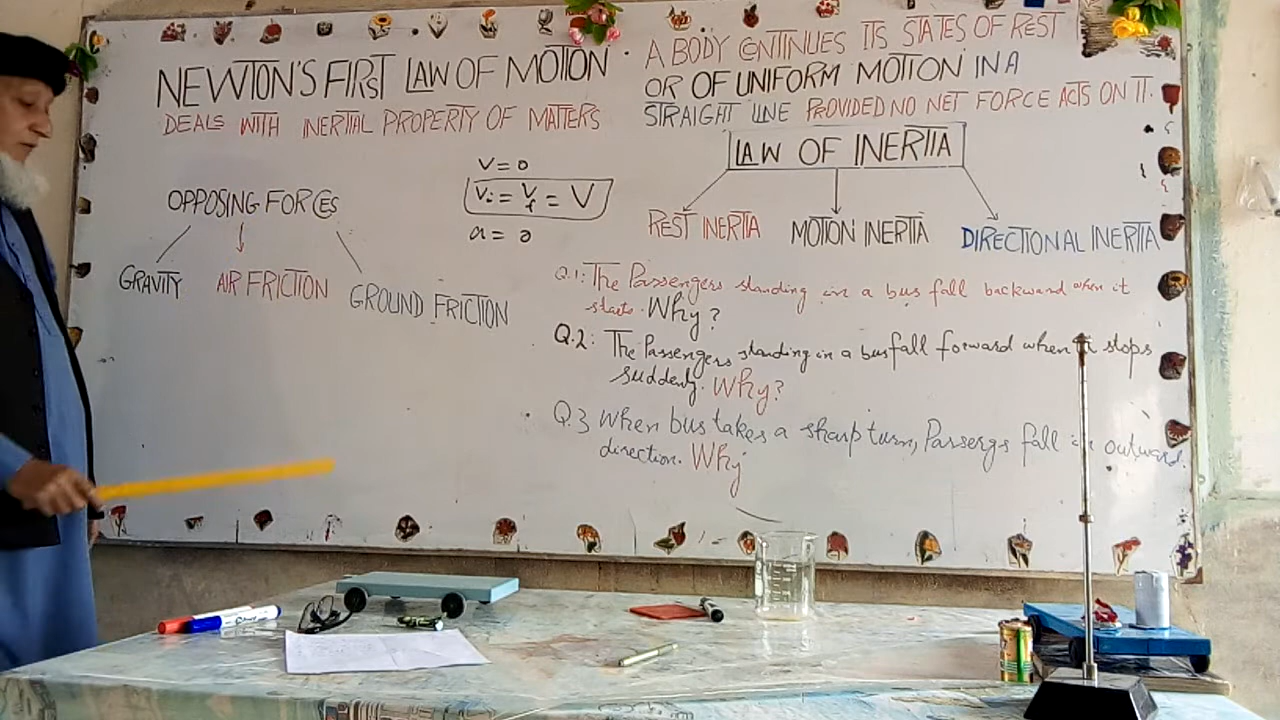 NEWTON'S FIRST LAW OF MOTION
DEALS WITH INERTIAL PROPERTY OF MATTERS
A BODY CONTINUES ITS STATES OF REST
OR OF UNIFORM MOTION IN A
STRAIGHT LINE PROVIDED NO NET FORCE ACTS ON IT.
LAW OF INERTIA
REST INERTIA MOTION INERTIA DIRECTIONAL INERTIA
V = 0
Vi = Vf = V
a = 0
OPPOSING FORCES
GRAVITY AIR FRICTION GROUND FRICTION
Q.1: The Passengers standing in a bus fall backward when it
starts. Why?
Q.2: The Passengers standing in a bus fall forward when it stops
suddenly. Why?
Q.3 When bus takes a sharp turn, Passergs fall in outward
direction. Why